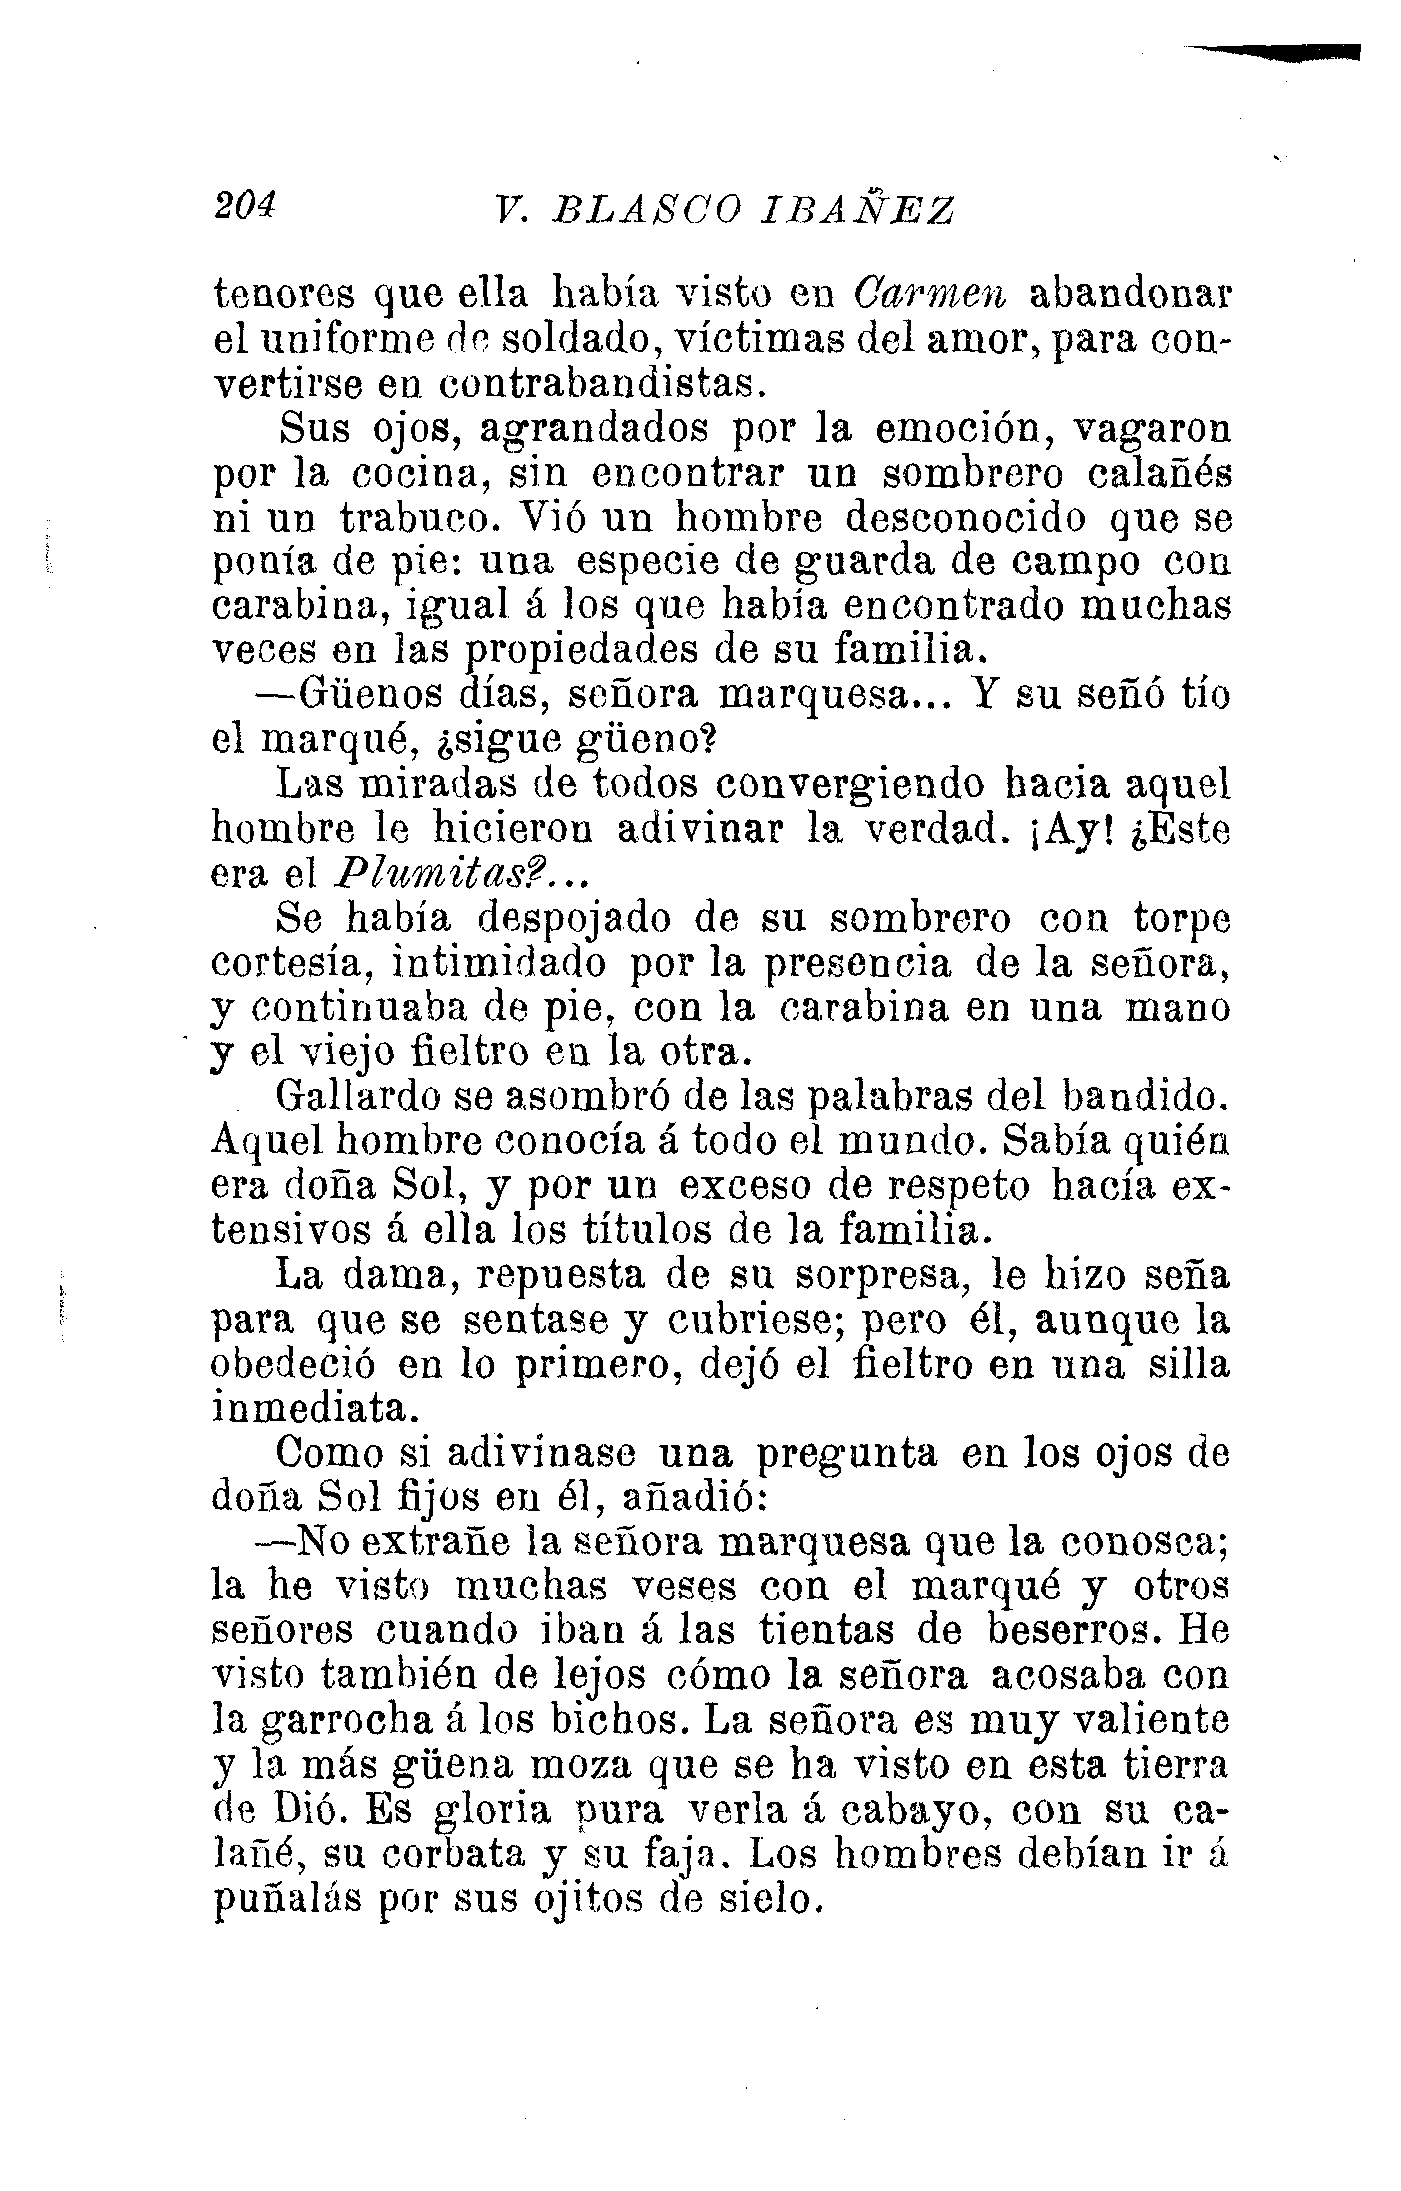 204 V. BLASCO IBAÑEZ
tenores que ella había visto en Carmen abandonar
el uniforme de soldado, víctimas del amor, para con-
vertirse en contrabandistas.
Sus ojos, agrandados por la emoción, vagaron
por la cocina, sin encontrar un sombrero calañés
ni un trabuco. Vió un hombre desconocido que se
ponía de pie: una especie de guarda de campo con
carabina, igual á los que había encontrado muchas
veces en las propiedades de su familia.
—Güenos días, señora marquesa... Y su señó tío
el marqué, ¿sigue güeno?
Las miradas de todos convergiendo hacia aquel
hombre le hicieron adivinar la verdad. ¡Ay! ¿Este
era el Plumitas?...
Se había despojado de su sombrero con torpe
cortesía, intimidado por la presencia de la señora,
y continuaba de pie, con la carabina en una mano
y el viejo fieltro en la otra.
Gallardo se asombró de las palabras del bandido.
Aquel hombre conocía á todo el mundo. Sabía quién
era doña Sol, y por un exceso de respeto hacía ex-
tensivos á ella los títulos de la familia.
La dama, repuesta de su sorpresa, le hizo seña
para que se sentase y cubriese; pero él, aunque la
obedeció en lo primero, dejó el fieltro en una silla
inmediata.
Como si adivinase una pregunta en los ojos de
doña Sol fijos en él, añadió:
—No extrañe la señora marquesa que la conosca;
la he visto muchas veses con el marqué y otros
señores cuando iban á las tientas de beserros. He
visto también de lejos cómo la señora acosaba con
la garrocha á los bichos. La señora es muy valiente
y la más güena moza que se ha visto en esta tierra
de Dió. Es gloria pura verla á cabayo, con su ca-
lañé, su corbata y su faja. Los hombres debían ir á
puñalás por sus ojitos de sielo.